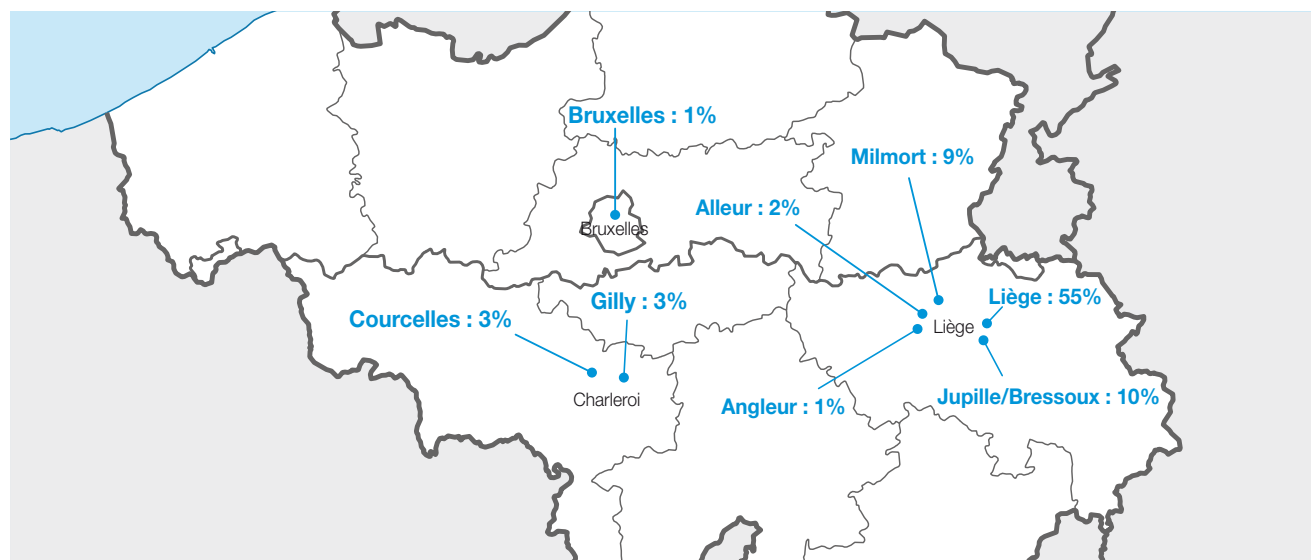 Bruxelles : 1%
Milmort : 9%
Alleur : 2%
Bruxelles
Gilly : 3%
Liège : 55%
Courcelles : 3%
Liège
Charleroi
Angleur : 1%
Jupille/Bressoux : 10%